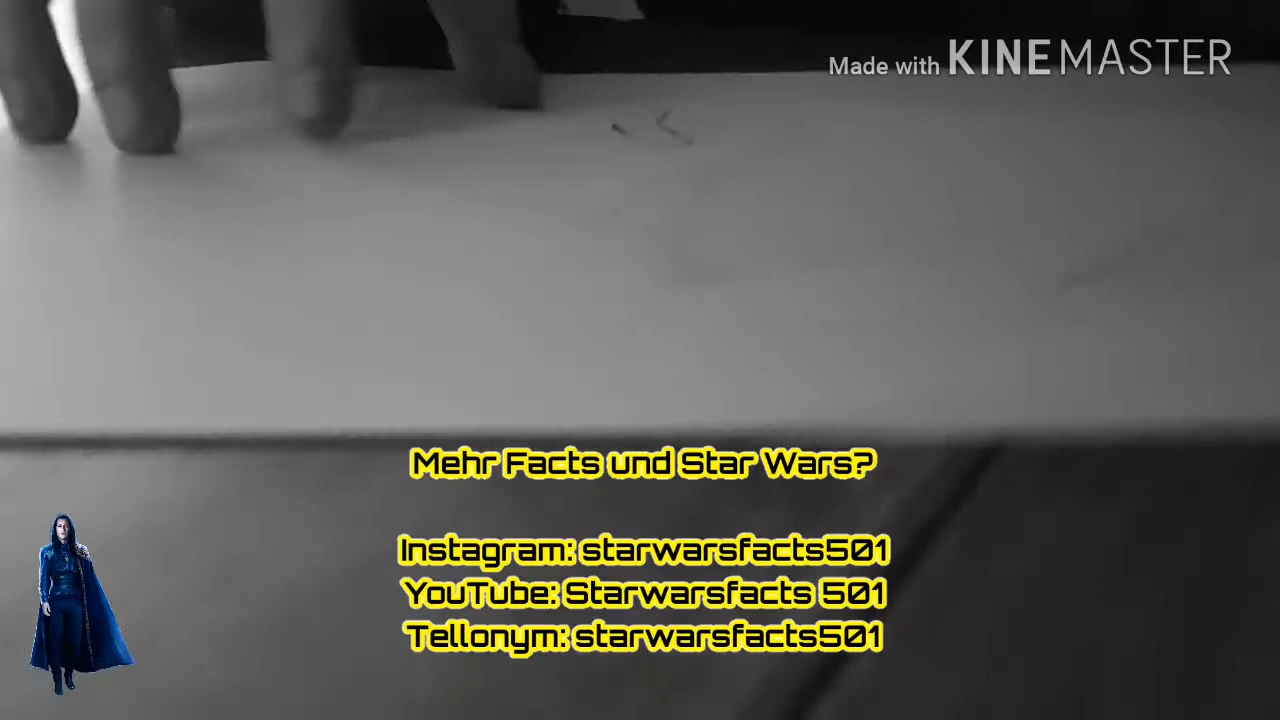 Made with KINEMASTER
Mehr Facts und Star Wars?
Instagram: starwarsfacts501
YouTube: Starwarsfacts 501
Tellonym: starwarsfacts501